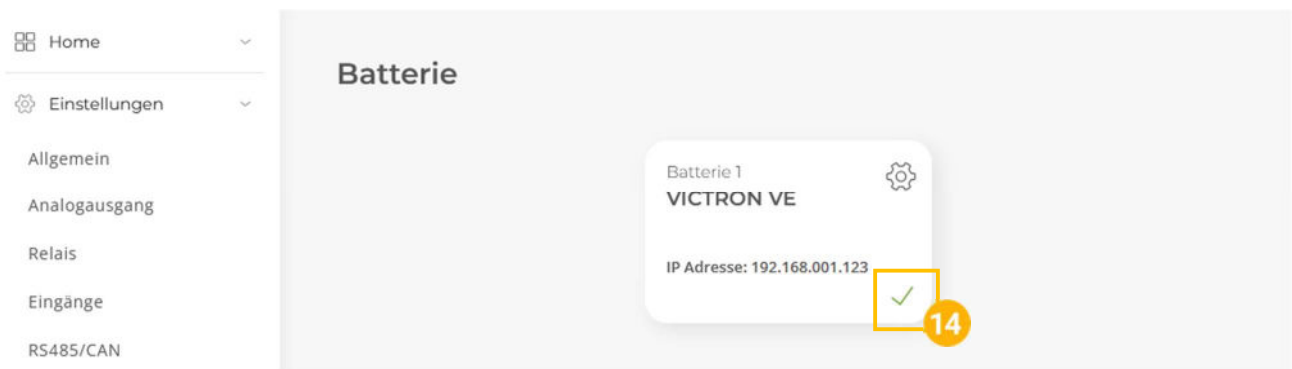 Home
Einstellungen
Allgemein
Analogausgang
Relais
Eingänge
RS485/CAN
Batterie
Batterie 1
VICTRON VE
IP Adresse: 192.168.001.123
14